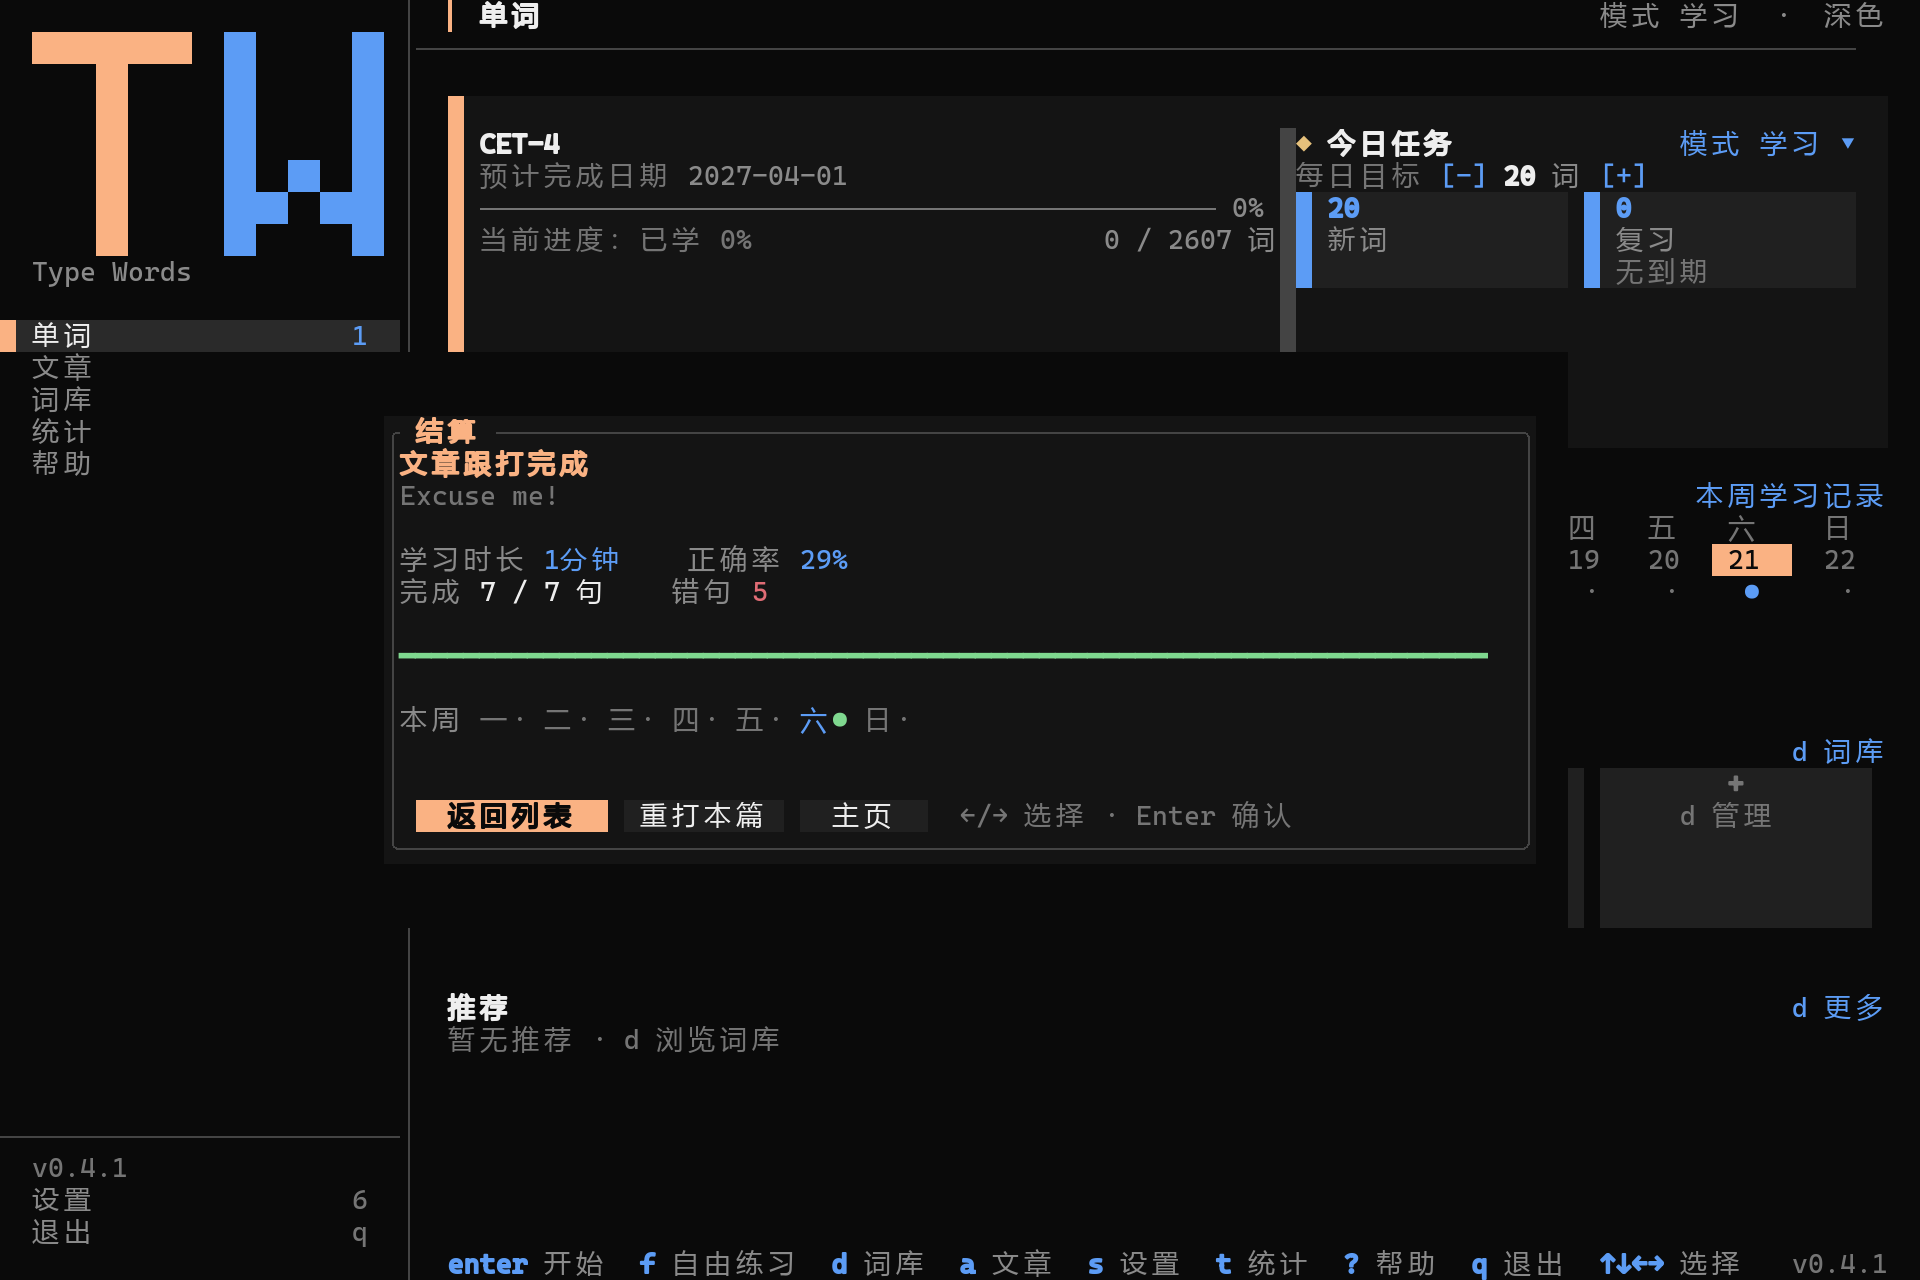 TW
Type Words
单词 1
文章
词库
统计
帮助
v0.4.1
设置 6
退出 q
单词
模式 学习 · 深色
CET-4
预计完成日期 2027-04-01
0%
当前进度: 已学 0% 0 / 2607 词
◆ 今日任务 模式 学习 ▼
每日目标 [-] 20 词 [+]
20 0
新词 复习
无到期
结算
文章跟打完成
Excuse me!
学习时长 1分钟 正确率 29%
完成 7 / 7 句 错句 5
本周 一· 二· 三· 四· 五· 六● 日·
返回列表 重打本篇 主页 ←/→ 选择 · Enter 确认
本周学习记录
四 五 六 日
19 20 21 22
· · ● ·
d 词库
+
d 管理
推荐 d 更多
暂无推荐 · d 浏览词库
enter 开始 f 自由练习 d 词库 a 文章 s 设置 t 统计 ? 帮助 q 退出 ↑↓←→ 选择 v0.4.1